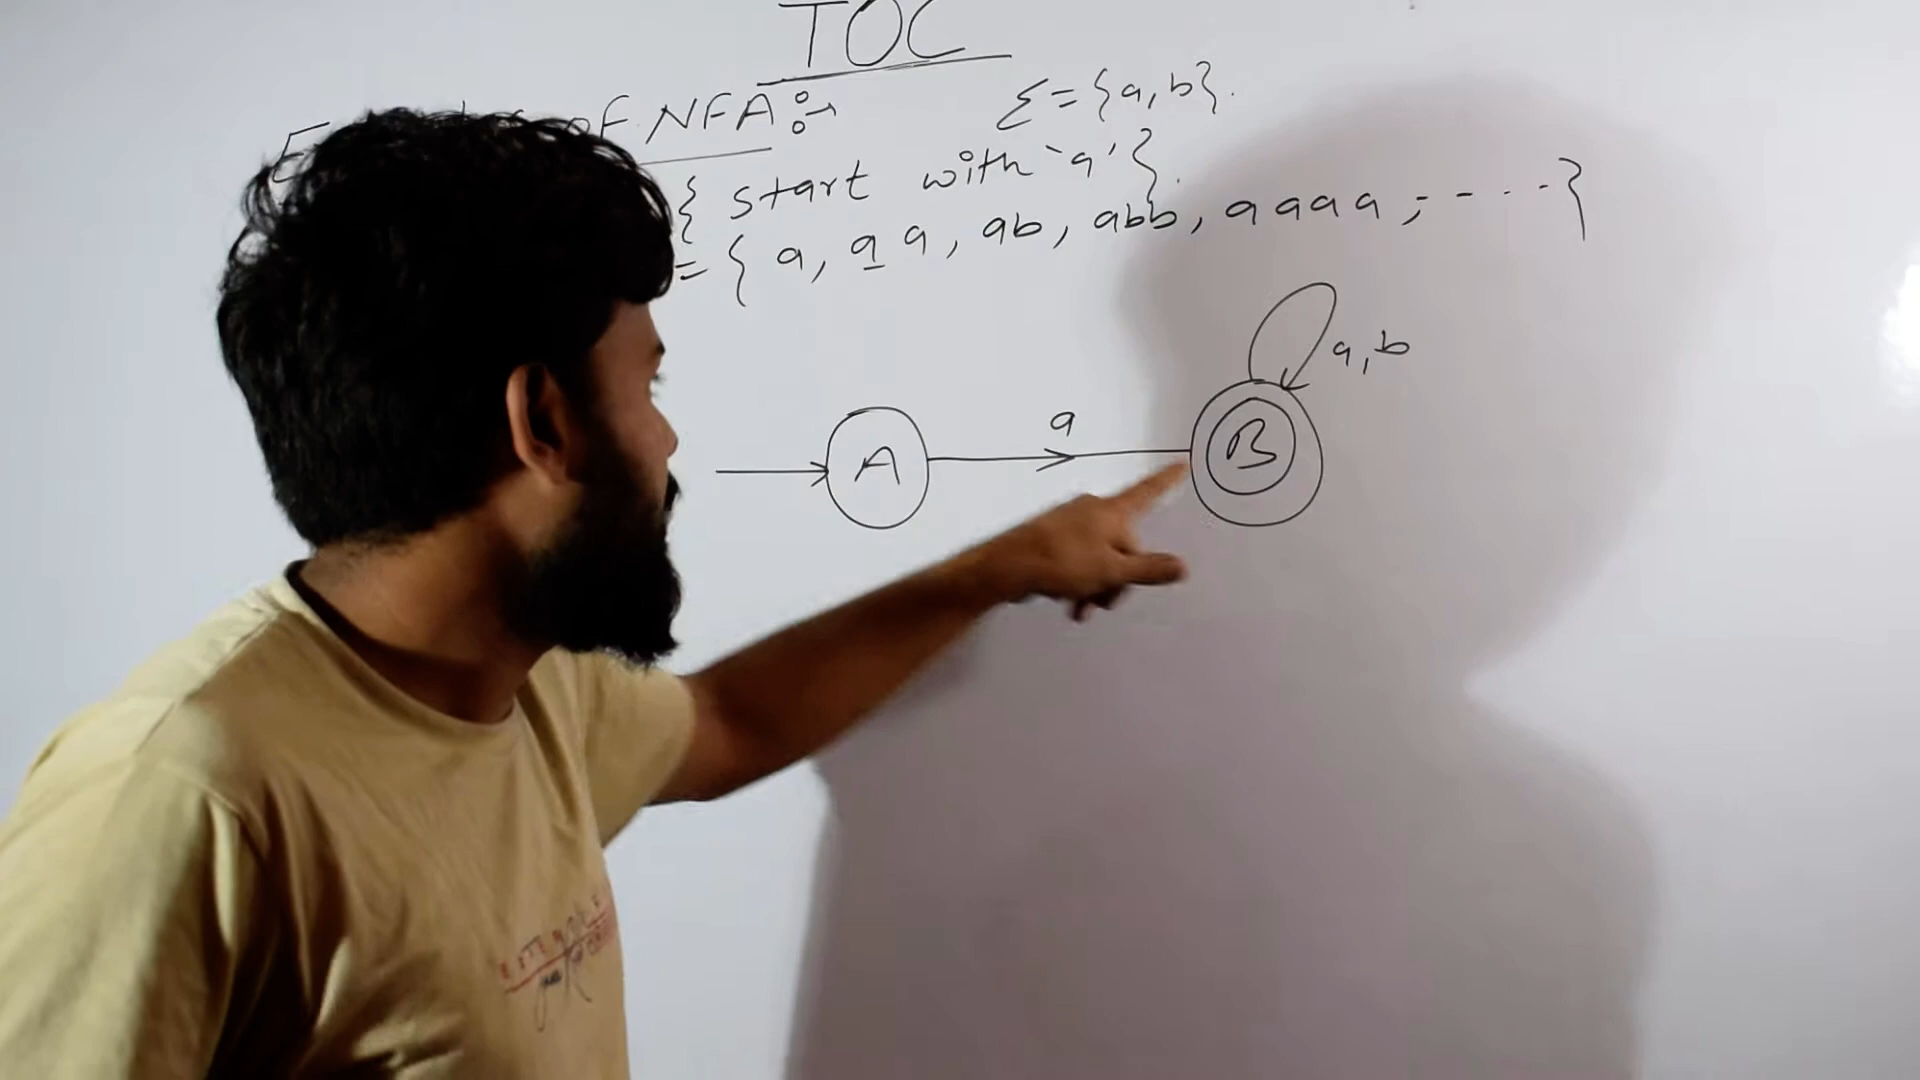 TOC
of NFA:-
Σ={a,b}.
{ start with 'a' }.
= { a, aa, ab, abb, aaaa, - - - - }
a,b
a
A
B